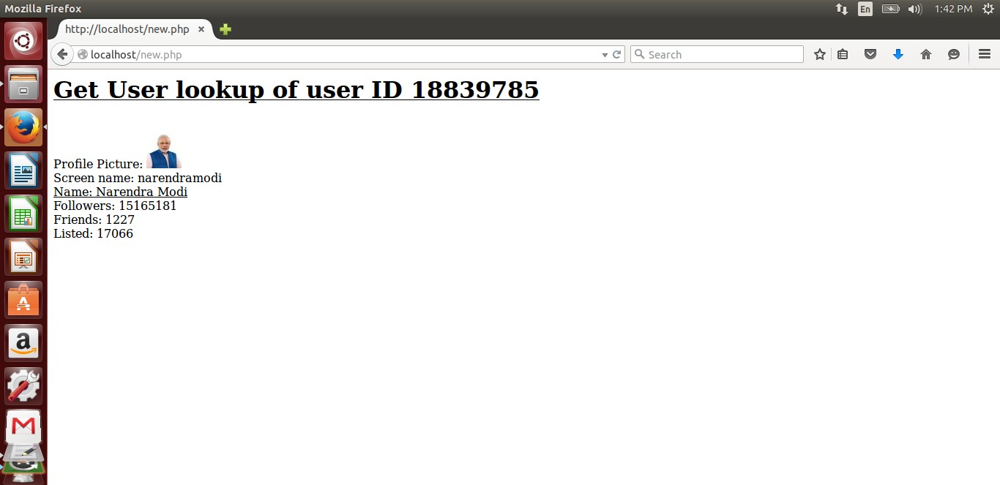 Mozilla Firefox
En
1:42 PM
http://localhost/new.php
localhost/new.php
Search
Get User lookup of user ID 18839785
Profile Picture:
Screen name: narendramodi
Name: Narendra Modi
Followers: 15165181
Friends: 1227
Listed: 17066
A
a
M